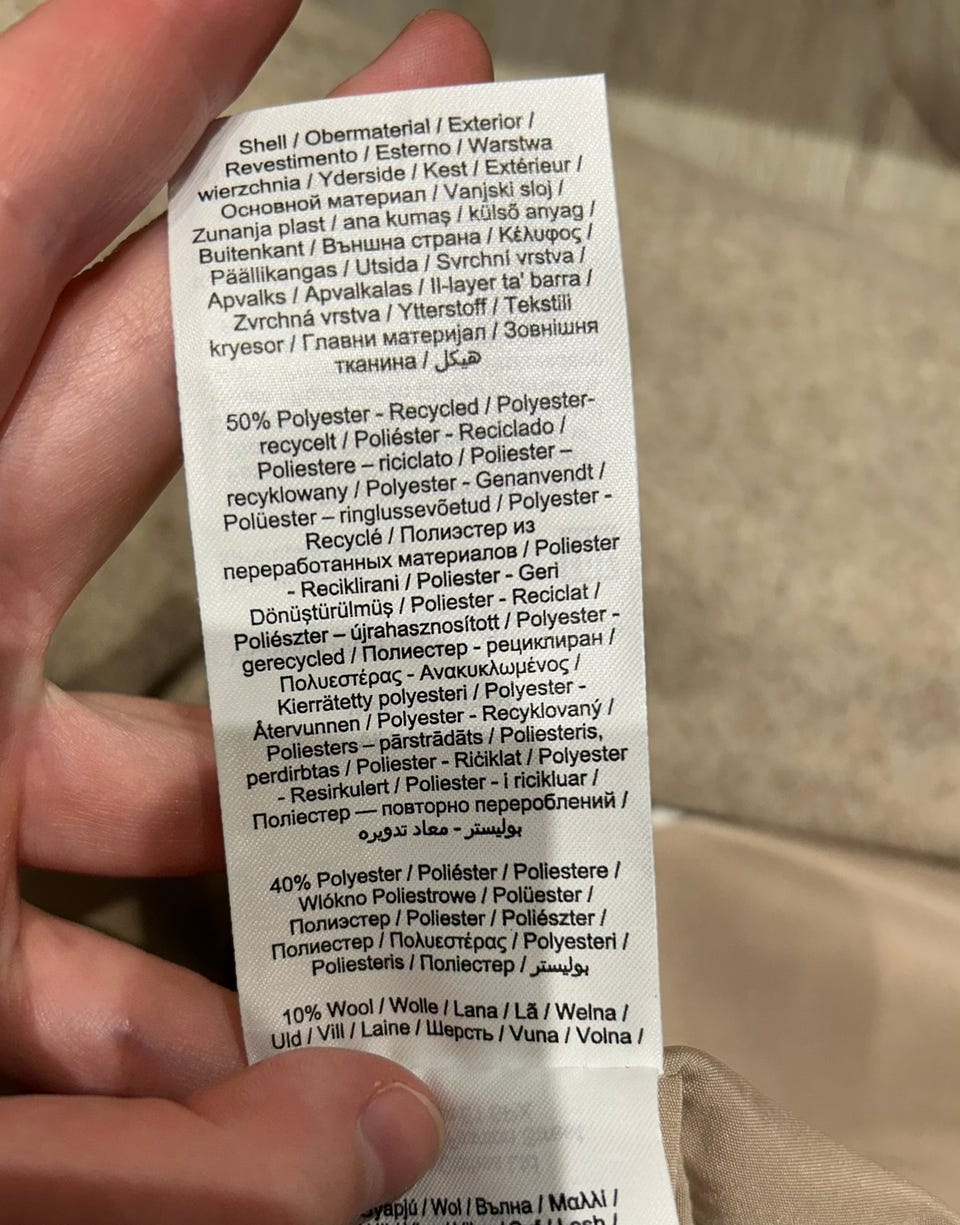 Shell / Obermaterial / Exterior /
Revestimento / Esterno / Warstwa
wierzchnia / Yderside / Kest / Extérieur /
Основной материал / Vanjski sloj /
Zunanja plast / ana kumaş / külső anyag /
Buitenkant / Външна страна / Κέλυφος /
Päällikangas / Utsida / Svrchní vrstva /
Apvalks / Apvalkalas / Il-layer ta' barra /
Zvrchná vrstva / Ytterstoff / Tekstili
kryesor / Главни материјал / Зовнішня
тканина / هيكل
50% Polyester - Recycled / Polyester-
recycelt / Poliéster - Reciclado /
Poliestere – riciclato / Poliester –
recyklowany / Polyester - Genanvendt /
Polüester – ringlussevõetud / Polyester -
Recyclé / Полиэстер из
переработанных материалов / Poliester
- Reciklirani / Poliester - Geri
Dönüştürülmüş / Poliester - Reciclat /
Poliészter – újrahasznosított / Polyester -
gerecycled / Полиестер - рециклиран /
Πολυεστέρας - Ανακυκλωμένος /
Kierrätetty polyesteri / Polyester -
Återvunnen / Polyester - Recyklovaný /
Poliesters – pārstrādāts / Poliesteris,
perdirbtas / Poliester - Riċiklat / Polyester
- Resirkulert / Poliester - i ricikluar /
Поліестер — повторно перероблений /
بوليستر - معاد تدويره
40% Polyester / Poliéster / Poliestere /
Wlókno Poliestrowe / Polüester /
Полиэстер / Poliester / Poliészter /
Полиестер / Πολυεστέρας / Polyesteri /
Poliesteris / Поліестер / بوليستر
10% Wool / Wolle / Lana / Lã / Wełna /
Uld / Vill / Laine / Шерсть / Vuna / Volna /
/ Wol / Вълна / Μαλλί /